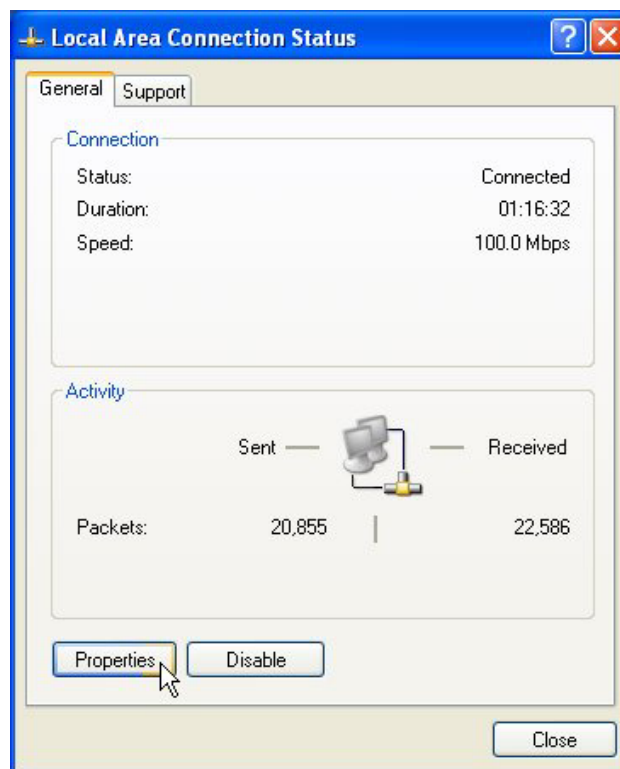 Local Area Connection Status
?
General Support
Connection
Status: Connected
Duration: 01:16:32
Speed: 100.0 Mbps
Activity
Sent Received
Packets: 20,855 22,586
Properties Disable
Close